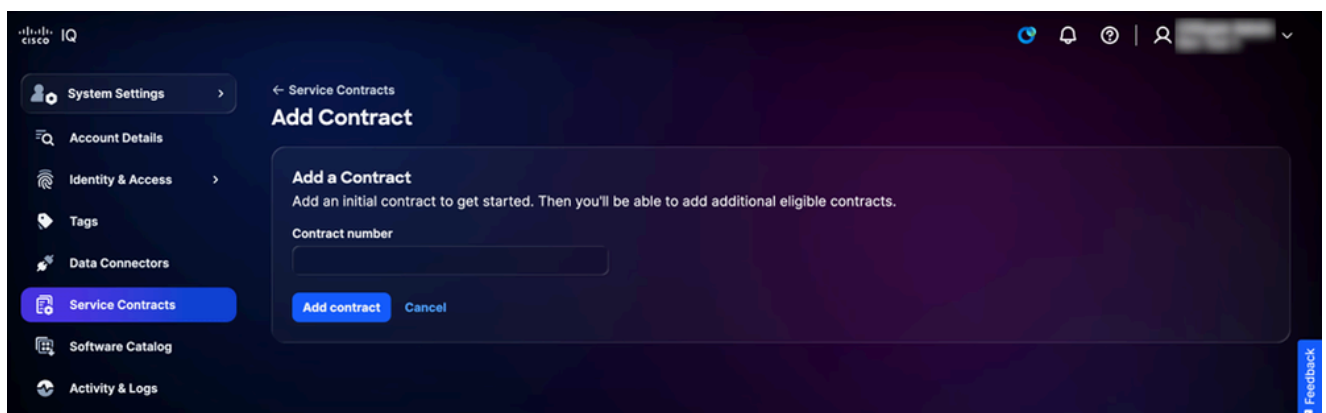 cisco IQ
System Settings
← Service Contracts
Add Contract
Account Details
Identity & Access
Tags
Data Connectors
Service Contracts
Software Catalog
Activity & Logs
Add a Contract
Add an initial contract to get started. Then you'll be able to add additional eligible contracts.
Contract number
Add contract
Cancel
Feedback